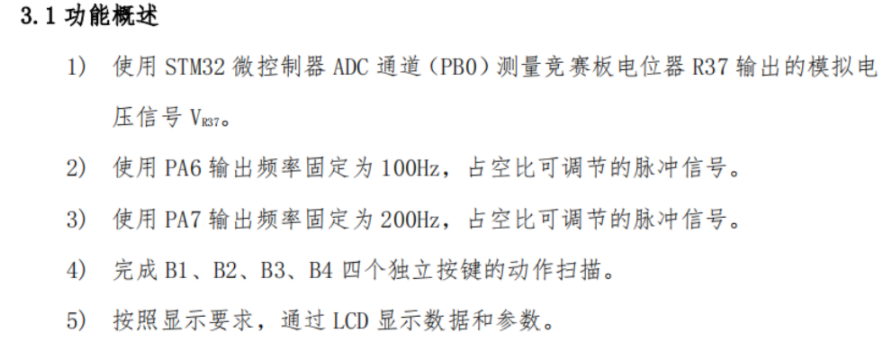 3.1 功能概述
1) 使用 STM32 微控制器 ADC 通道（PB0）测量竞赛板电位器 R37 输出的模拟电
压信号 VR37。
2) 使用 PA6 输出频率固定为 100Hz，占空比可调节的脉冲信号。
3) 使用 PA7 输出频率固定为 200Hz，占空比可调节的脉冲信号。
4) 完成 B1、B2、B3、B4 四个独立按键的动作扫描。
5) 按照显示要求，通过 LCD 显示数据和参数。